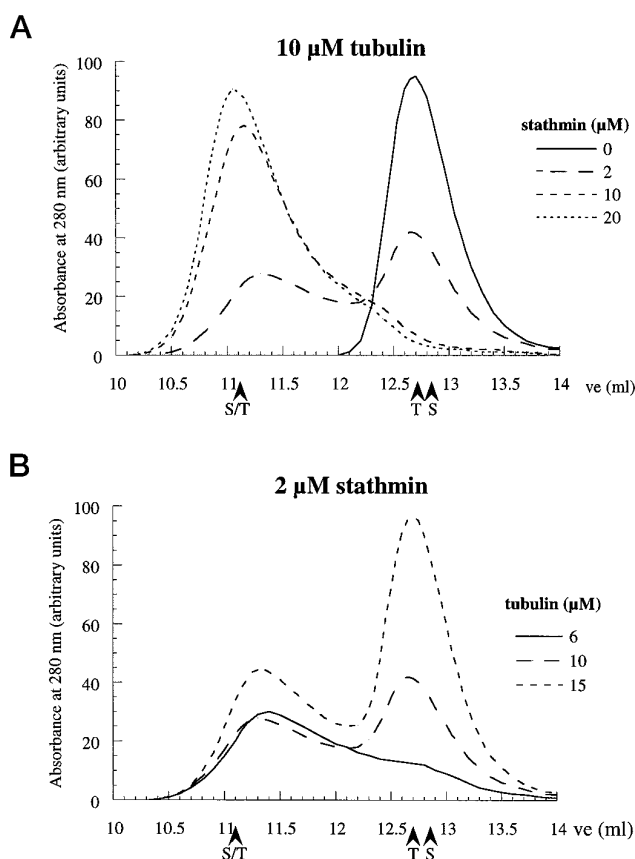 A
10 µM tubulin
Absorbance at 280 nm (arbitrary units)
100
80
60
40
20
0
10 10.5 11 11.5 12 12.5 13 13.5 14 ve (ml)
S/T T S
stathmin (µM)
0
2
10
20
B
2 µM stathmin
Absorbance at 280 nm (arbitrary units)
100
80
60
40
20
0
10 10.5 11 11.5 12 12.5 13 13.5 14 ve (ml)
S/T T S
tubulin (µM)
6
10
15